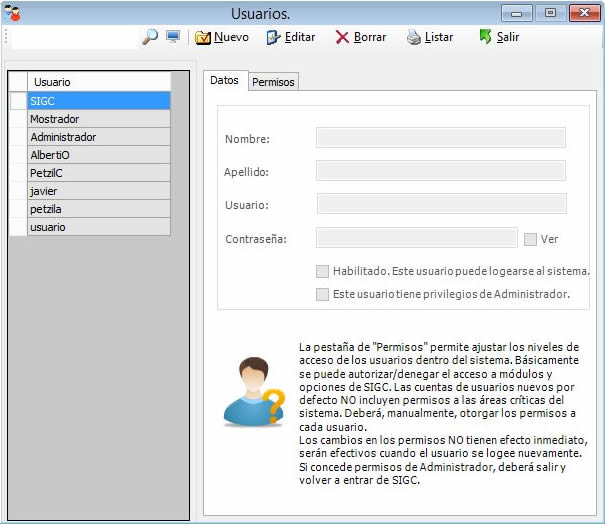 Usuarios.
Nuevo Editar Borrar Listar Salir
Usuario
SIGC
Mostrador
Administrador
AlbertiO
PetzilC
javier
petzila
usuario
Datos Permisos
Nombre:
Apellido:
Usuario:
Contraseña: Ver
Habilitado. Este usuario puede logearse al sistema.
Este usuario tiene privilegios de Administrador.
La pestaña de "Permisos" permite ajustar los niveles de
acceso de los usuarios dentro del sistema. Básicamente
se puede autorizar/denegar el acceso a módulos y
opciones de SIGC. Las cuentas de usuarios nuevos por
defecto NO incluyen permisos a las áreas críticas del
sistema. Deberá, manualmente, otorgar los permisos a
cada usuario.
Los cambios en los permisos NO tienen efecto inmediato,
serán efectivos cuando el usuario se logee nuevamente.
Si concede permisos de Administrador, deberá salir y
volver a entrar de SIGC.